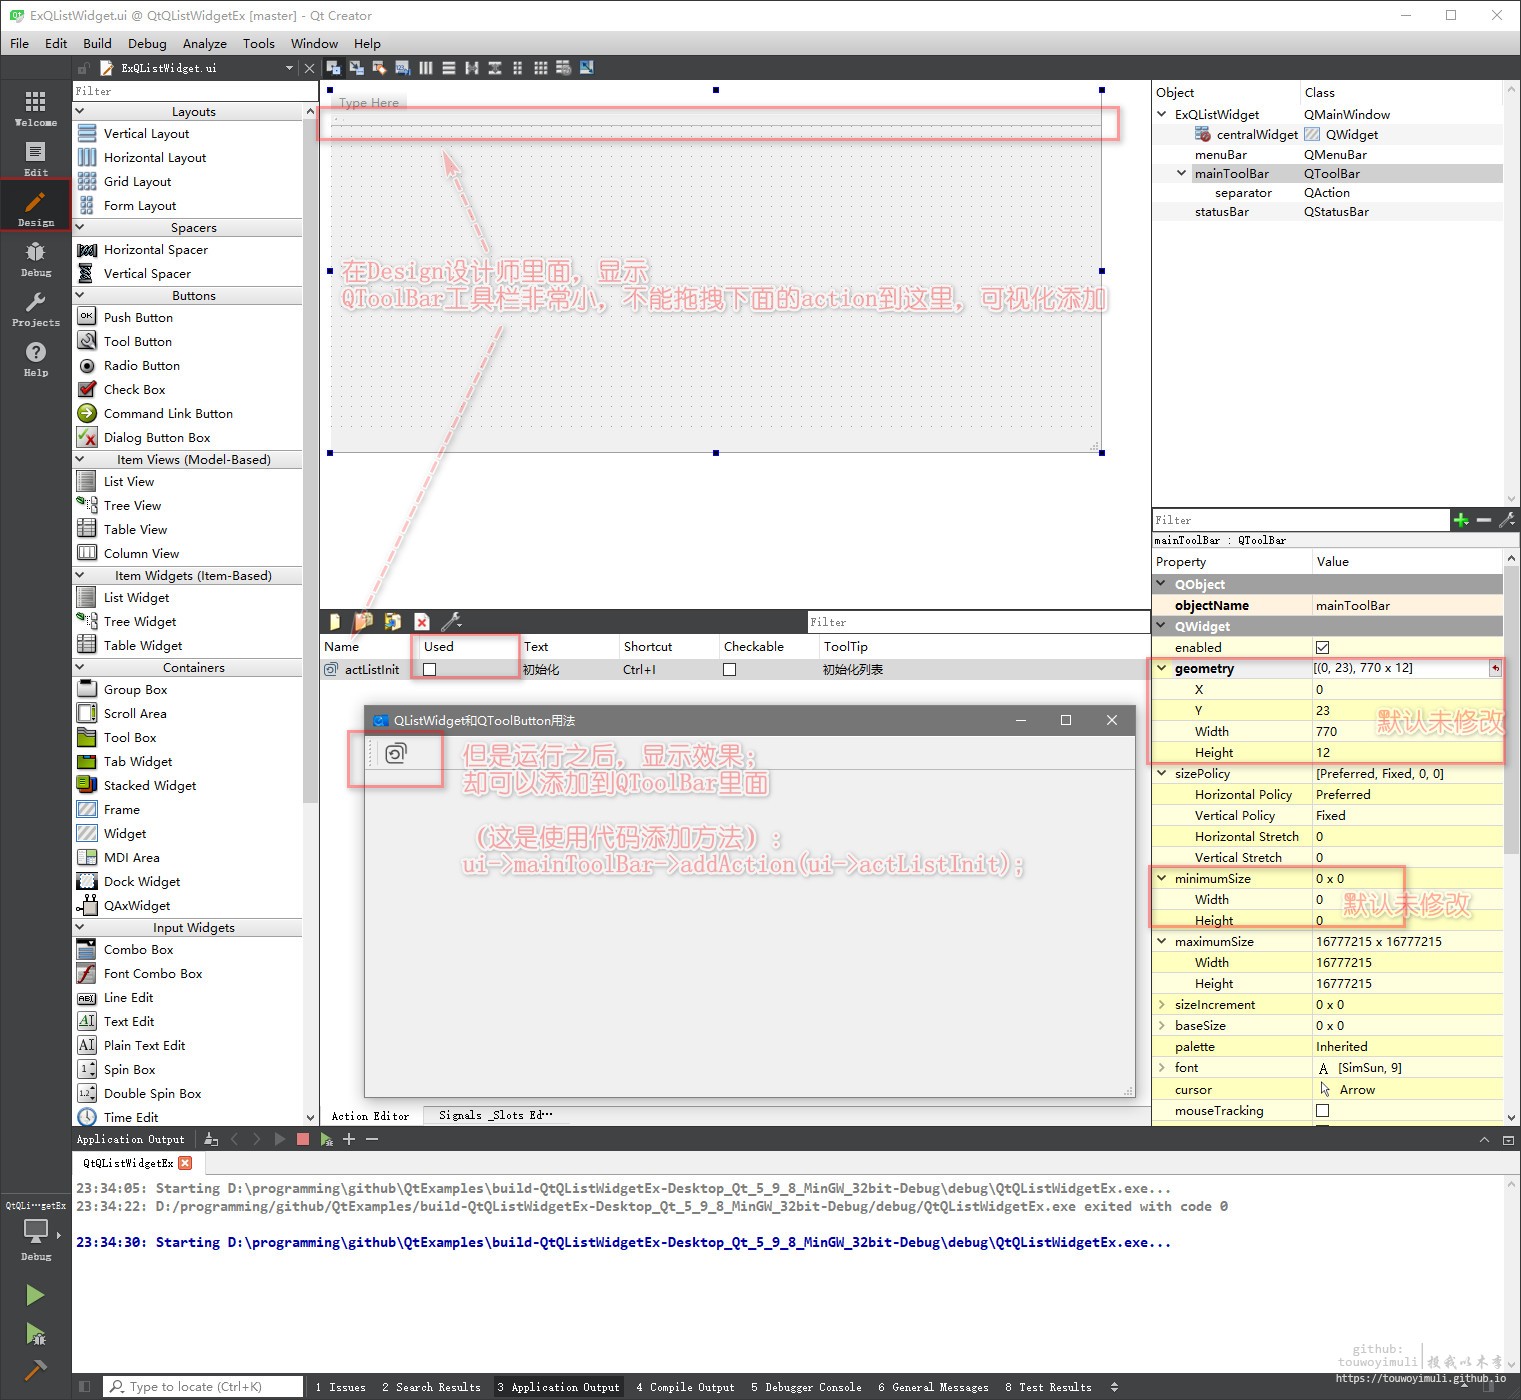 ExQListWidget.ui @ QtQListWidgetEx [master] - Qt Creator
File Edit Build Debug Analyze Tools Window Help
ExQListWidget.ui
Welcome
Edit
Design
Debug
Projects
Help
Filter
Layouts
Vertical Layout
Horizontal Layout
Grid Layout
Form Layout
Spacers
Horizontal Spacer
Vertical Spacer
Buttons
Push Button
Tool Button
Radio Button
Check Box
Command Link Button
Dialog Button Box
Item Views (Model-Based)
List View
Tree View
Table View
Column View
Item Widgets (Item-Based)
List Widget
Tree Widget
Table Widget
Containers
Group Box
Scroll Area
Tool Box
Tab Widget
Stacked Widget
Frame
Widget
MDI Area
Dock Widget
QAxWidget
Input Widgets
Combo Box
Font Combo Box
Line Edit
Text Edit
Plain Text Edit
Spin Box
Double Spin Box
Time Edit
Type Here
在Design设计师里面，显示
QToolBar工具栏非常小，不能拖拽下面的action到这里，可视化添加
Filter
Name Used Text Shortcut Checkable ToolTip
actListInit 初始化 Ctrl+I 初始化列表
QListWidget和QToolButton用法
但是运行之后，显示效果；
却可以添加到QToolBar里面
（这是使用代码添加方法）：
ui->mainToolBar->addAction(ui->actListInit);
Action Editor Signals _Slots Ed…
Object Class
ExQListWidget QMainWindow
centralWidget QWidget
menuBar QMenuBar
mainToolBar QToolBar
separator QAction
statusBar QStatusBar
Filter
mainToolBar : QToolBar
Property Value
QObject
objectName mainToolBar
QWidget
enabled
geometry [(0, 23), 770 x 12]
X 0
Y 23
Width 770
Height 12
默认未修改
sizePolicy [Preferred, Fixed, 0, 0]
Horizontal Policy Preferred
Vertical Policy Fixed
Horizontal Stretch 0
Vertical Stretch 0
minimumSize 0 x 0
Width 0
Height 0
默认未修改
maximumSize 16777215 x 16777215
Width 16777215
Height 16777215
sizeIncrement 0 x 0
baseSize 0 x 0
palette Inherited
font A [SimSun, 9]
cursor Arrow
mouseTracking
Application Output
QtQListWidgetEx
23:34:05: Starting D:\programming\github\QtExamples\build-QtQListWidgetEx-Desktop_Qt_5_9_8_MinGW_32bit-Debug\debug\QtQListWidgetEx.exe...
23:34:22: D:/programming/github/QtExamples/build-QtQListWidgetEx-Desktop_Qt_5_9_8_MinGW_32bit-Debug/debug/QtQListWidgetEx.exe exited with code 0
23:34:30: Starting D:\programming\github\QtExamples\build-QtQListWidgetEx-Desktop_Qt_5_9_8_MinGW_32bit-Debug\debug\QtQListWidgetEx.exe...
QtQLi…getEx
Debug
github:
touwoyimuli
投我以木李
https://touwoyimuli.github.io
Type to locate (Ctrl+K)
1 Issues 2 Search Results 3 Application Output 4 Compile Output 5 Debugger Console 6 General Messages 8 Test Results